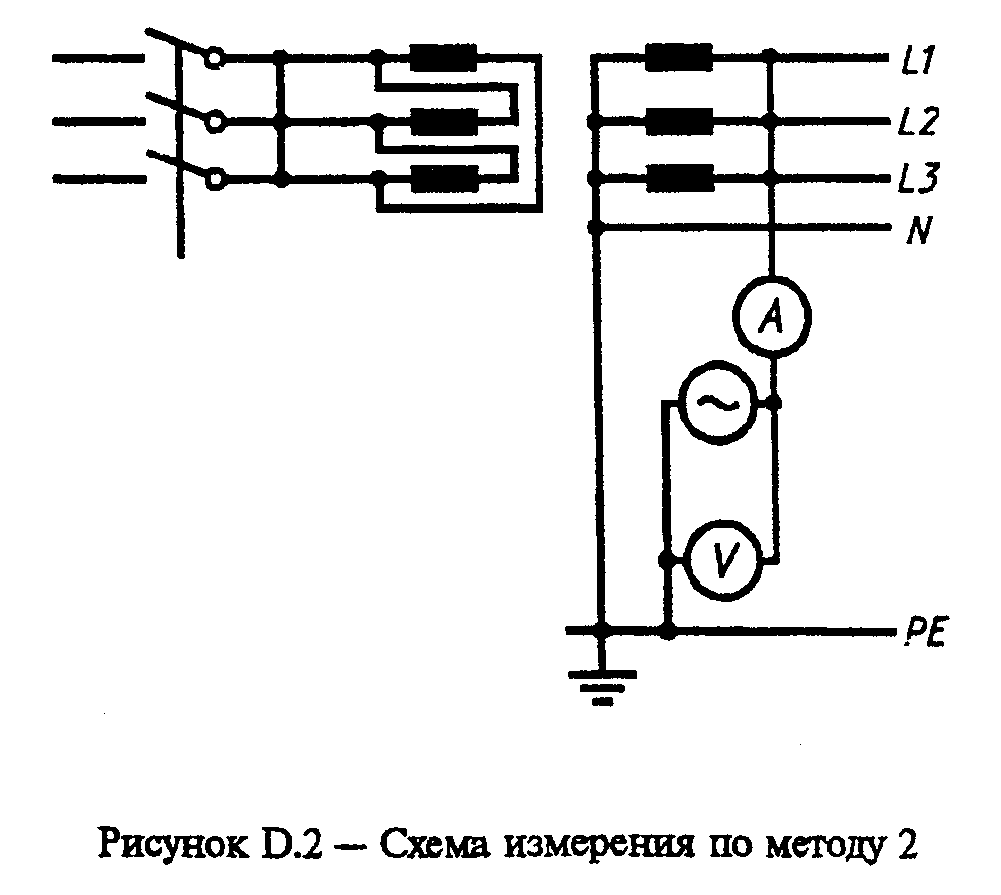 L1
L2
L3
N
A
~
V
PE
Рисунок D.2 — Схема измерения по методу 2